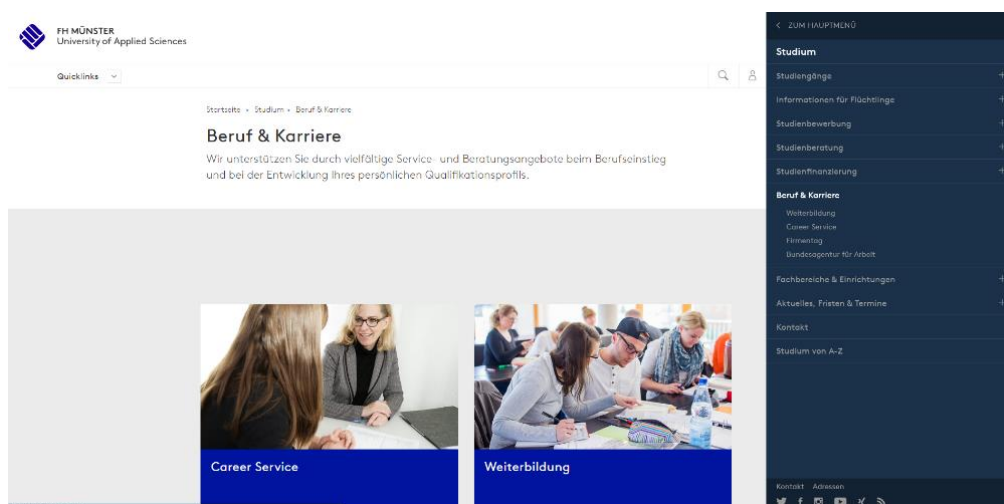 FH MÜNSTER
University of Applied Sciences
Quicklinks
Startseite • Studium • Beruf & Karriere
Beruf & Karriere
Wir unterstützen Sie durch vielfältige Service- und Beratungsangebote beim Berufseinstieg
und bei der Entwicklung Ihres persönlichen Qualifikationsprofils.
Career Service
Weiterbildung
< ZUM HAUPTMENÜ
Studium
Studiengänge +
Informationen für Flüchtlinge +
Studienbewerbung +
Studienberatung +
Studienfinanzierung +
Beruf & Karriere
Weiterbildung
Career Service
Firmentag
Bundesagentur für Arbeit
Fachbereiche & Einrichtungen +
Aktuelles, Fristen & Termine +
Kontakt
Studium von A-Z
Kontakt Adressen